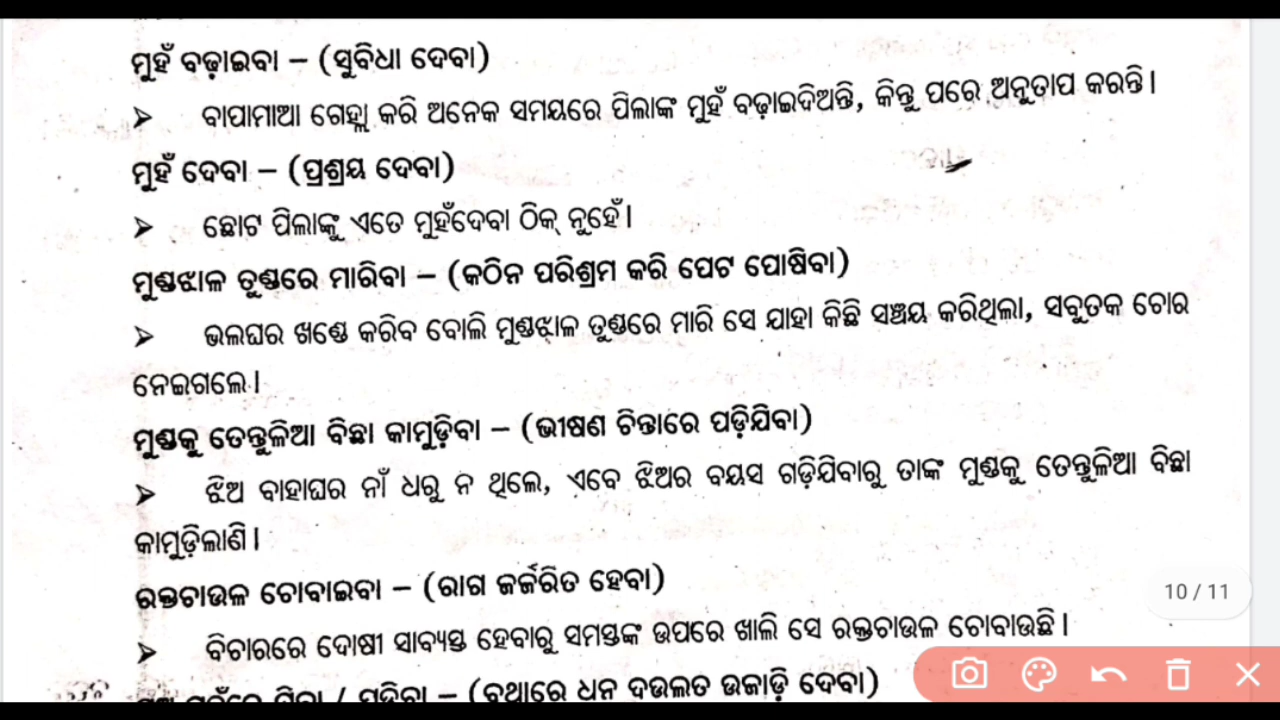 ମୁହଁ ବଢ଼ାଇବା – (ସୁବିଧା ଦେବା)
➢ ବାପାମାଆ ଗେହ୍ଲା କରି ଅନେକ ସମୟରେ ପିଲାଙ୍କ ମୁହଁ ବଢ଼ାଇଦିଅନ୍ତି, କିନ୍ତୁ ପରେ ଅନୁତାପ କରନ୍ତି।
ମୁହଁ ଦେବା – (ପ୍ରଶ୍ରୟ ଦେବା)
➢ ଛୋଟ ପିଲାଙ୍କୁ ଏତେ ମୁହଁଦେବା ଠିକ୍ ନୁହେଁ।
ମୁଣ୍ଡଝାଳ ତୁଣ୍ଡରେ ମାରିବା – (କଠିନ ପରିଶ୍ରମ କରି ପେଟ ପୋଷିବା)
➢ ଭଲଘର ଖଣ୍ଡେ କରିବ ବୋଲି ମୁଣ୍ଡଝାଳ ତୁଣ୍ଡରେ ମାରି ସେ ଯାହା କିଛି ସଞ୍ଚୟ କରିଥିଲା, ସବୁତକ ଚୋର
ନେଇଗଲେ।
ମୁଣ୍ଡକୁ ତେନ୍ତୁଳିଆ ବିଛା କାମୁଡ଼ିବା – (ଭୀଷଣ ଚିନ୍ତାରେ ପଡ଼ିଯିବା)
➢ ଝିଅ ବାହାଘର ନାଁ ଧରୁ ନ ଥିଲେ, ଏବେ ଝିଅର ବୟସ ଗଡ଼ିଯିବାରୁ ତାଙ୍କ ମୁଣ୍ଡକୁ ତେନ୍ତୁଳିଆ ବିଛା
କାମୁଡ଼ିଲାଣି।
ରକ୍ତଚାଉଳ ଚୋବାଇବା – (ରାଗ ଜର୍ଜରିତ ହେବା)
10 / 11
➢ ବିଚାରରେ ଦୋଷୀ ସାବ୍ୟସ୍ତ ହେବାରୁ ସମସ୍ତଙ୍କ ଉପରେ ଖାଲି ସେ ରକ୍ତଚାଉଳ ଚୋବାଉଛି।
– (ବୃଥାରେ ଧନ ଦଉଲତ ଉଜାଡ଼ି ଦେବା)